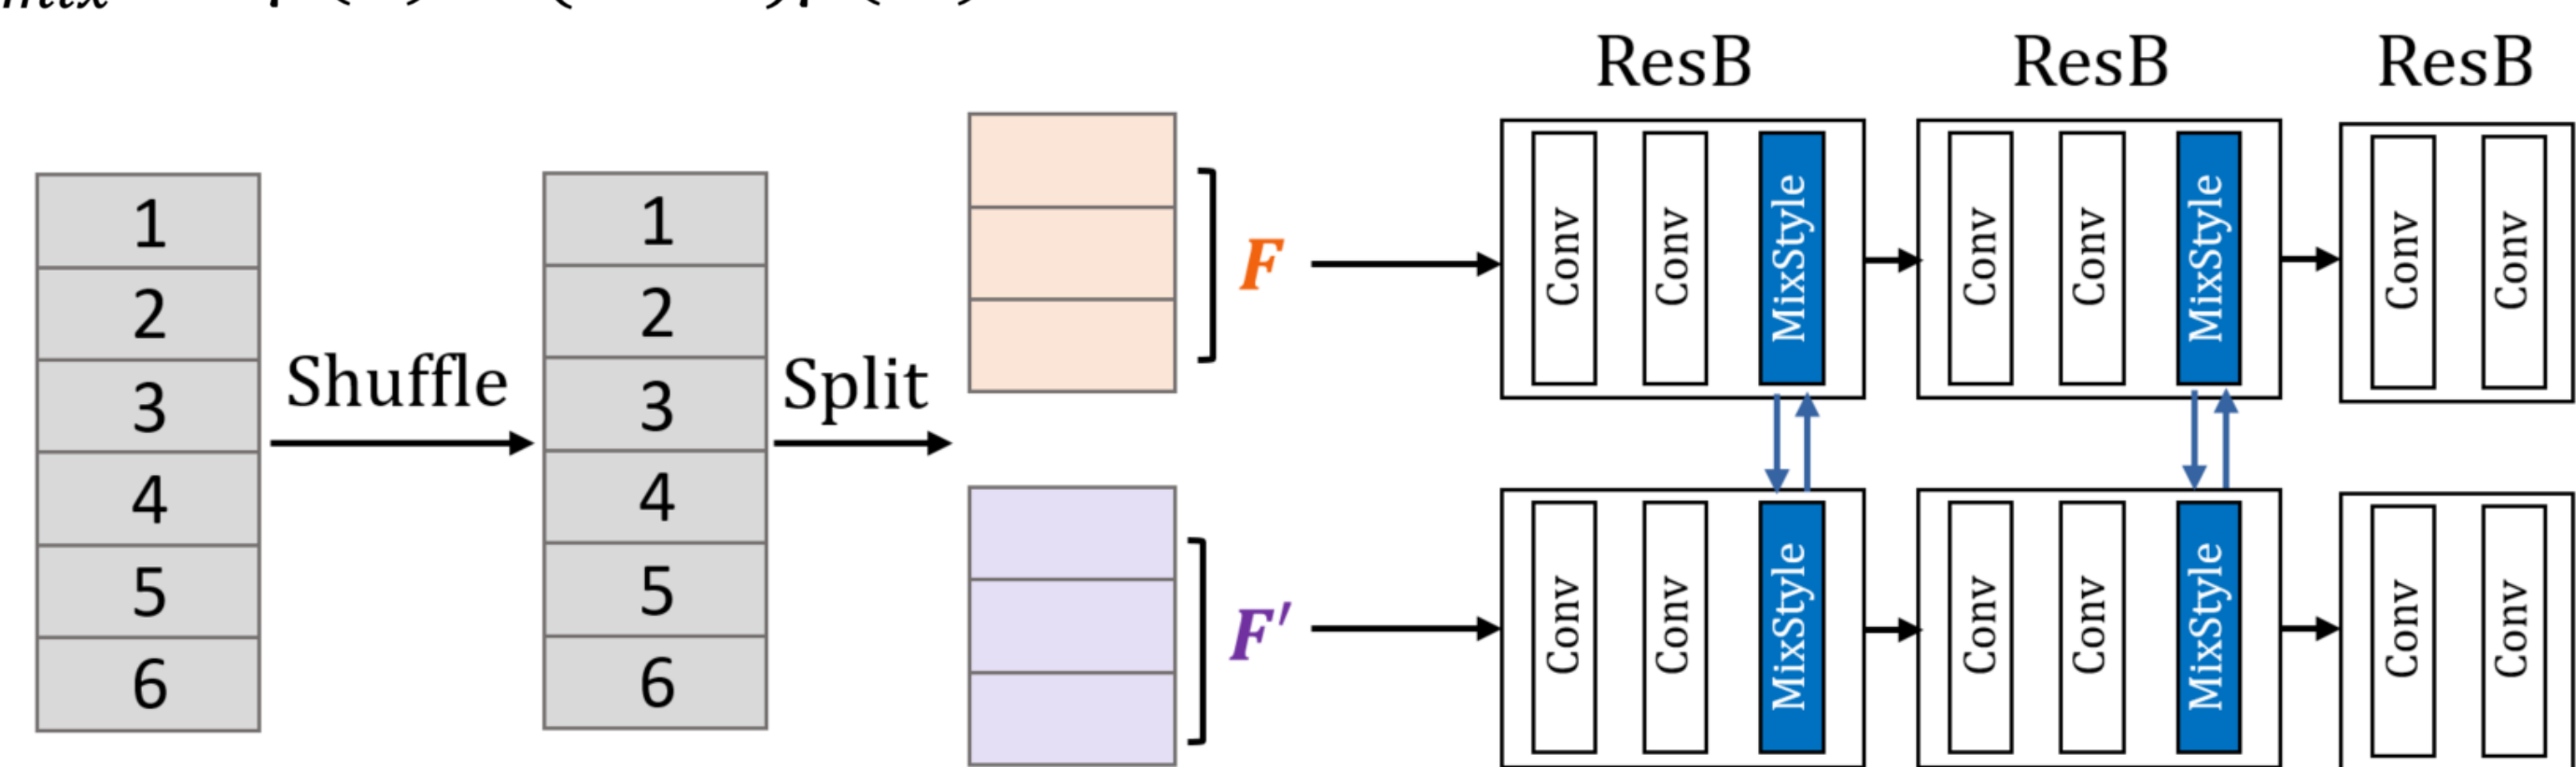 ResB ResB ResB
1
2
3
4
5
6
Shuffle
1
2
3
4
5
6
Split
F
F'
Conv Conv MixStyle
Conv Conv MixStyle
Conv Conv
Conv Conv MixStyle
Conv Conv MixStyle
Conv Conv